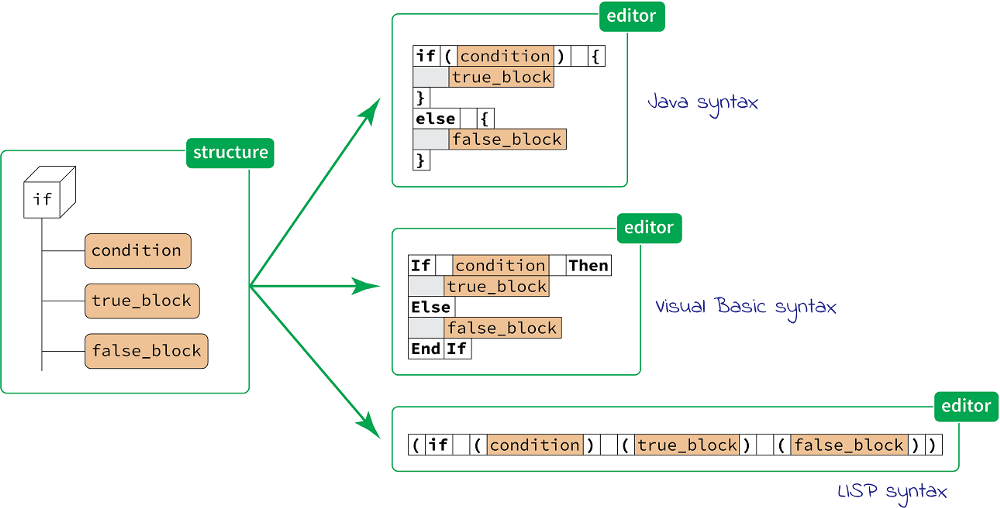 structure
if
condition
true_block
false_block
editor
if ( condition ) {
true_block
}
else {
false_block
}
Java syntax
editor
If condition Then
true_block
Else
false_block
End If
Visual Basic syntax
editor
( if ( condition ) ( true_block ) ( false_block ) )
LISP syntax